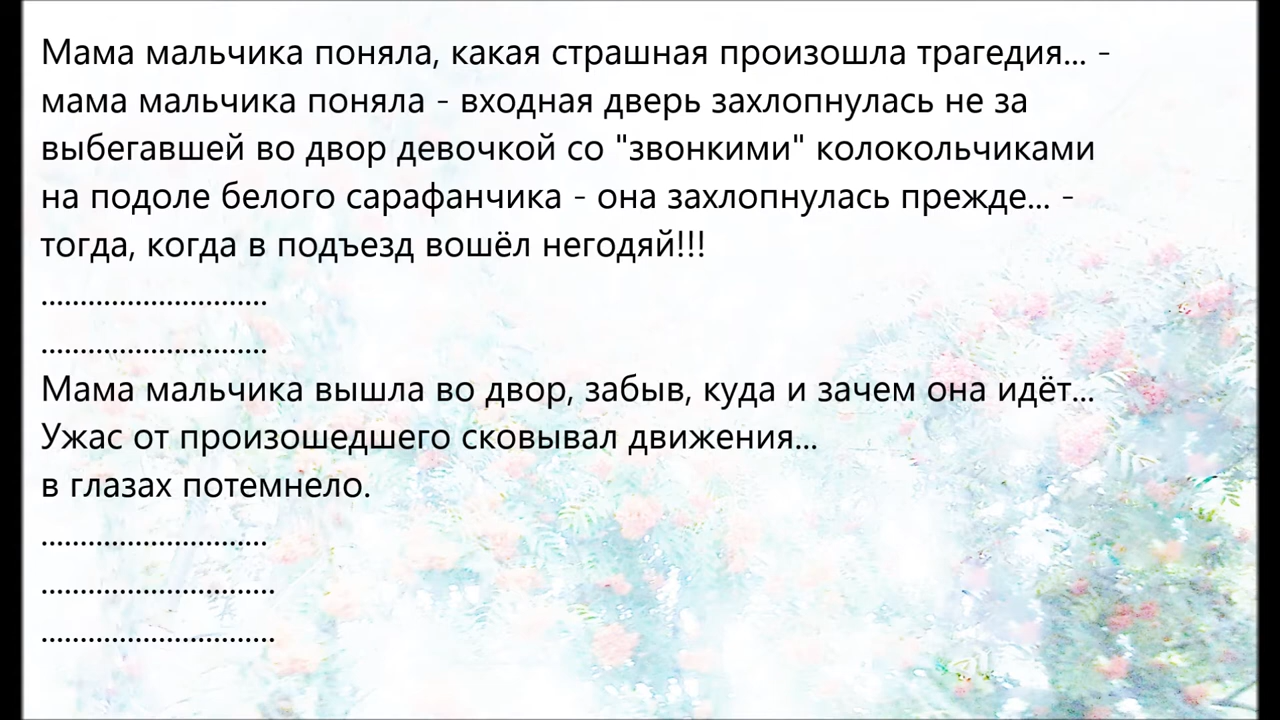 Мама мальчика поняла, какая страшная произошла трагедия... -
мама мальчика поняла - входная дверь захлопнулась не за
выбегавшей во двор девочкой со "звонкими" колокольчиками
на подоле белого сарафанчика - она захлопнулась прежде... -
тогда, когда в подъезд вошёл негодяй!!!
.............................
.............................
Мама мальчика вышла во двор, забыв, куда и зачем она идёт...
Ужас от произошедшего сковывал движения...
в глазах потемнело.
.............................
..............................
..............................